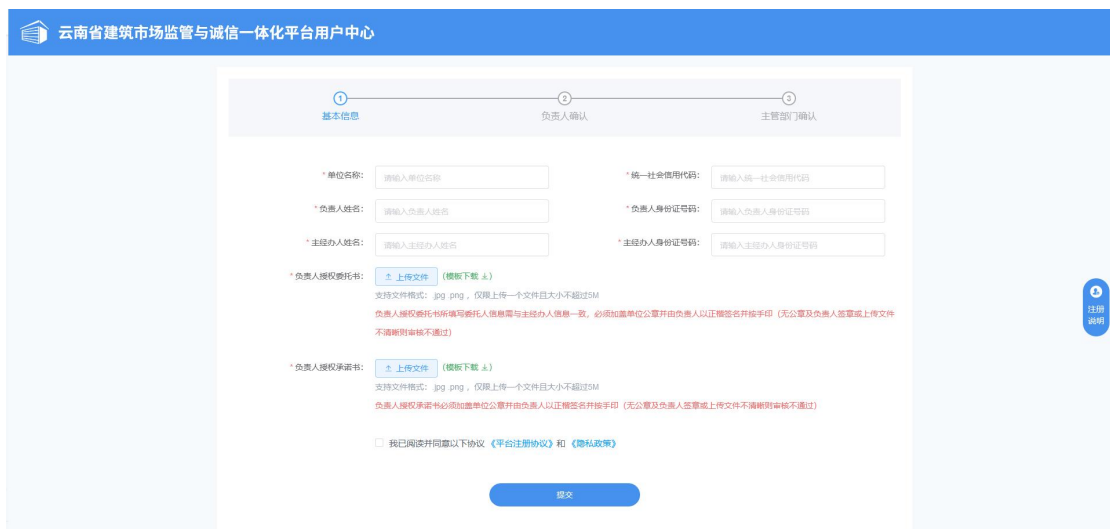 云南省建筑市场监管与诚信一体化平台用户中心
1
2
3
基本信息
负责人确认
主管部门确认
*单位名称：
请输入单位名称
*统一社会信用代码：
请输入统一社会信用代码
*负责人姓名：
请输入负责人姓名
*负责人身份证号码：
请输入负责人身份证号码
*主经办人姓名：
请输入主经办人姓名
*主经办人身份证号码：
请输入主经办人身份证号码
*负责人授权委托书：
上传文件 (模板下载)
支持文件格式：.jpg .png，仅限上传一个文件且大小不超过5M
负责人授权委托书所填写委托人信息需与主经办人信息一致，必须加盖单位公章并由负责人以正楷签名并按手印（无公章及负责人签章或上传文件
不清晰则审核不通过）
*负责人授权承诺书：
上传文件 (模板下载)
支持文件格式：.jpg .png，仅限上传一个文件且大小不超过5M
负责人授权承诺书必须加盖单位公章并由负责人以正楷签名并按手印（无公章及负责人签章或上传文件不清晰则审核不通过）
我已阅读并同意以下协议《平台注册协议》和《隐私政策》
提交
注册
说明